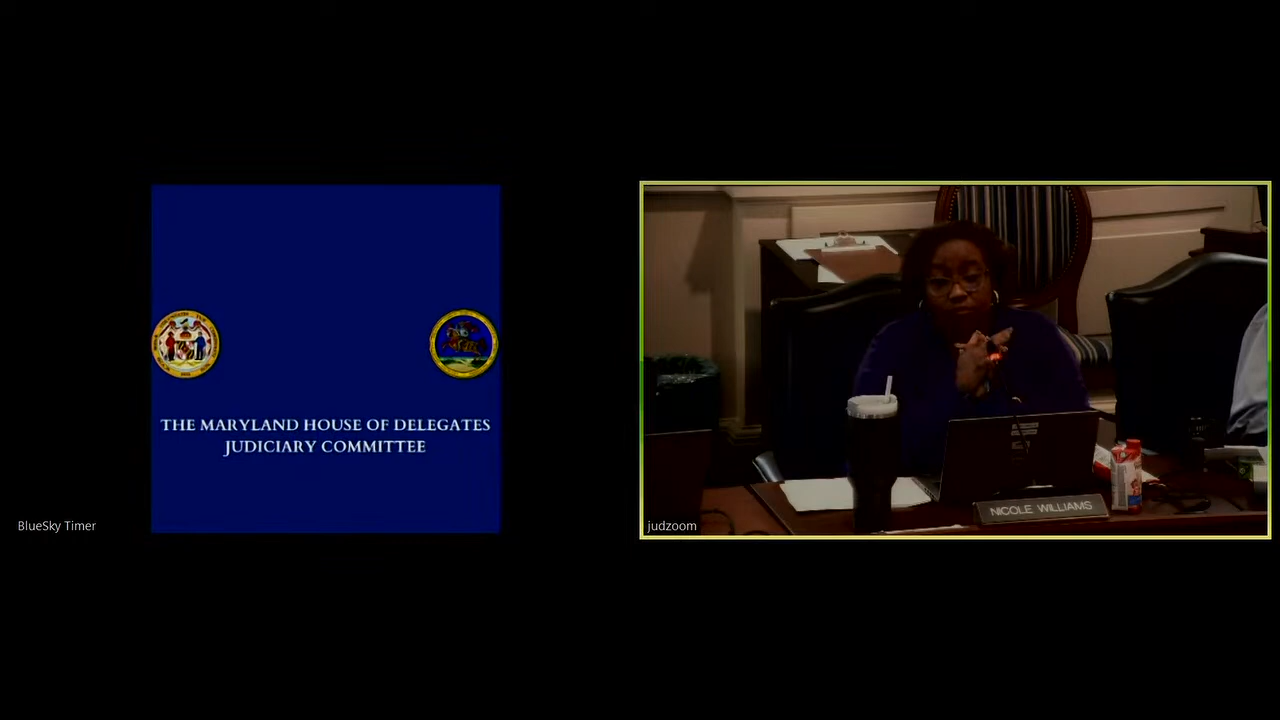 THE MARYLAND HOUSE OF DELEGATES
JUDICIARY COMMITTEE
BlueSky Timer
NICOLE WILLIAMS
judzoom